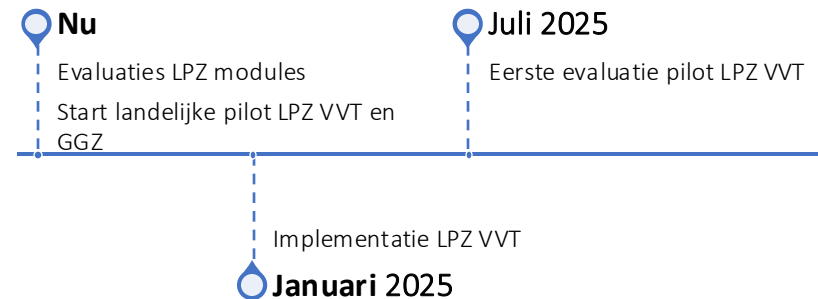 Nu
Evaluaties LPZ modules
Start landelijke pilot LPZ VVT en
GGZ
Juli 2025
Eerste evaluatie pilot LPZ VVT
Implementatie LPZ VVT
Januari 2025